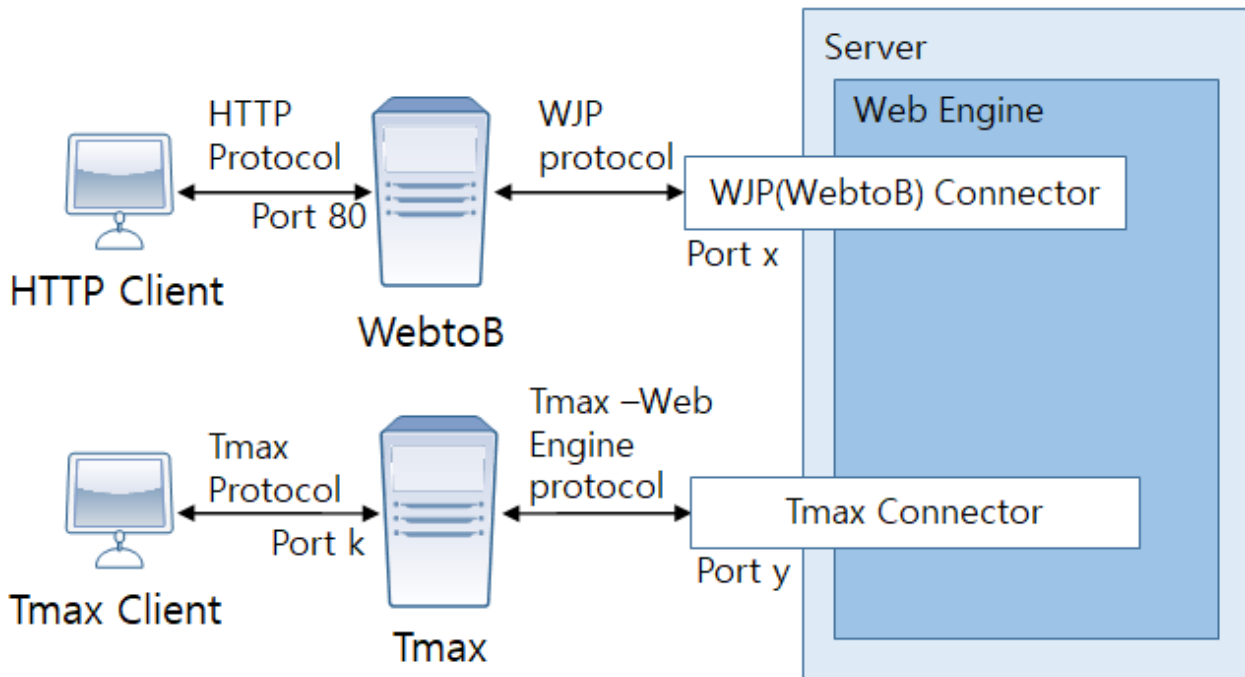 Server
Web Engine
HTTP
Protocol
WJP
protocol
WJP(WebtoB) Connector
Port 80
Port x
HTTP Client
WebtoB
Tmax
Protocol
Tmax –Web
Engine
protocol
Tmax Connector
Port k
Port y
Tmax Client
Tmax